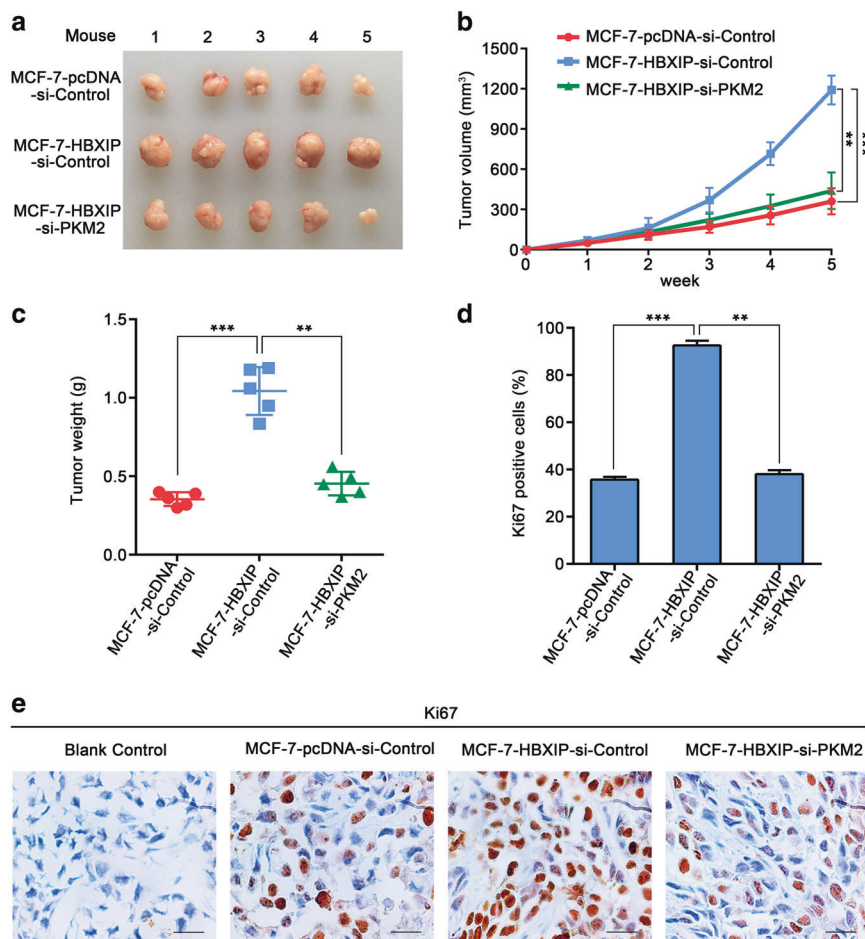 a
Mouse 1 2 3 4 5
MCF-7-pcDNA
-si-Control
MCF-7-HBXIP
-si-Control
MCF-7-HBXIP
-si-PKM2
b
MCF-7-pcDNA-si-Control
MCF-7-HBXIP-si-Control
MCF-7-HBXIP-si-PKM2
Tumor volume (mm³)
1500
1200
900
600
300
0
0 1 2 3 4 5
week
**
c
Tumor weight (g)
1.5
1.0
0.5
0.0
*** **
MCF-7-pcDNA
-si-Control
MCF-7-HBXIP
-si-Control
MCF-7-HBXIP
-si-PKM2
d
Ki67 positive cells (%)
100
80
60
40
20
0
*** **
MCF-7-pcDNA
-si-Control
MCF-7-HBXIP
-si-Control
MCF-7-HBXIP
-si-PKM2
e
Ki67
Blank Control MCF-7-pcDNA-si-Control MCF-7-HBXIP-si-Control MCF-7-HBXIP-si-PKM2